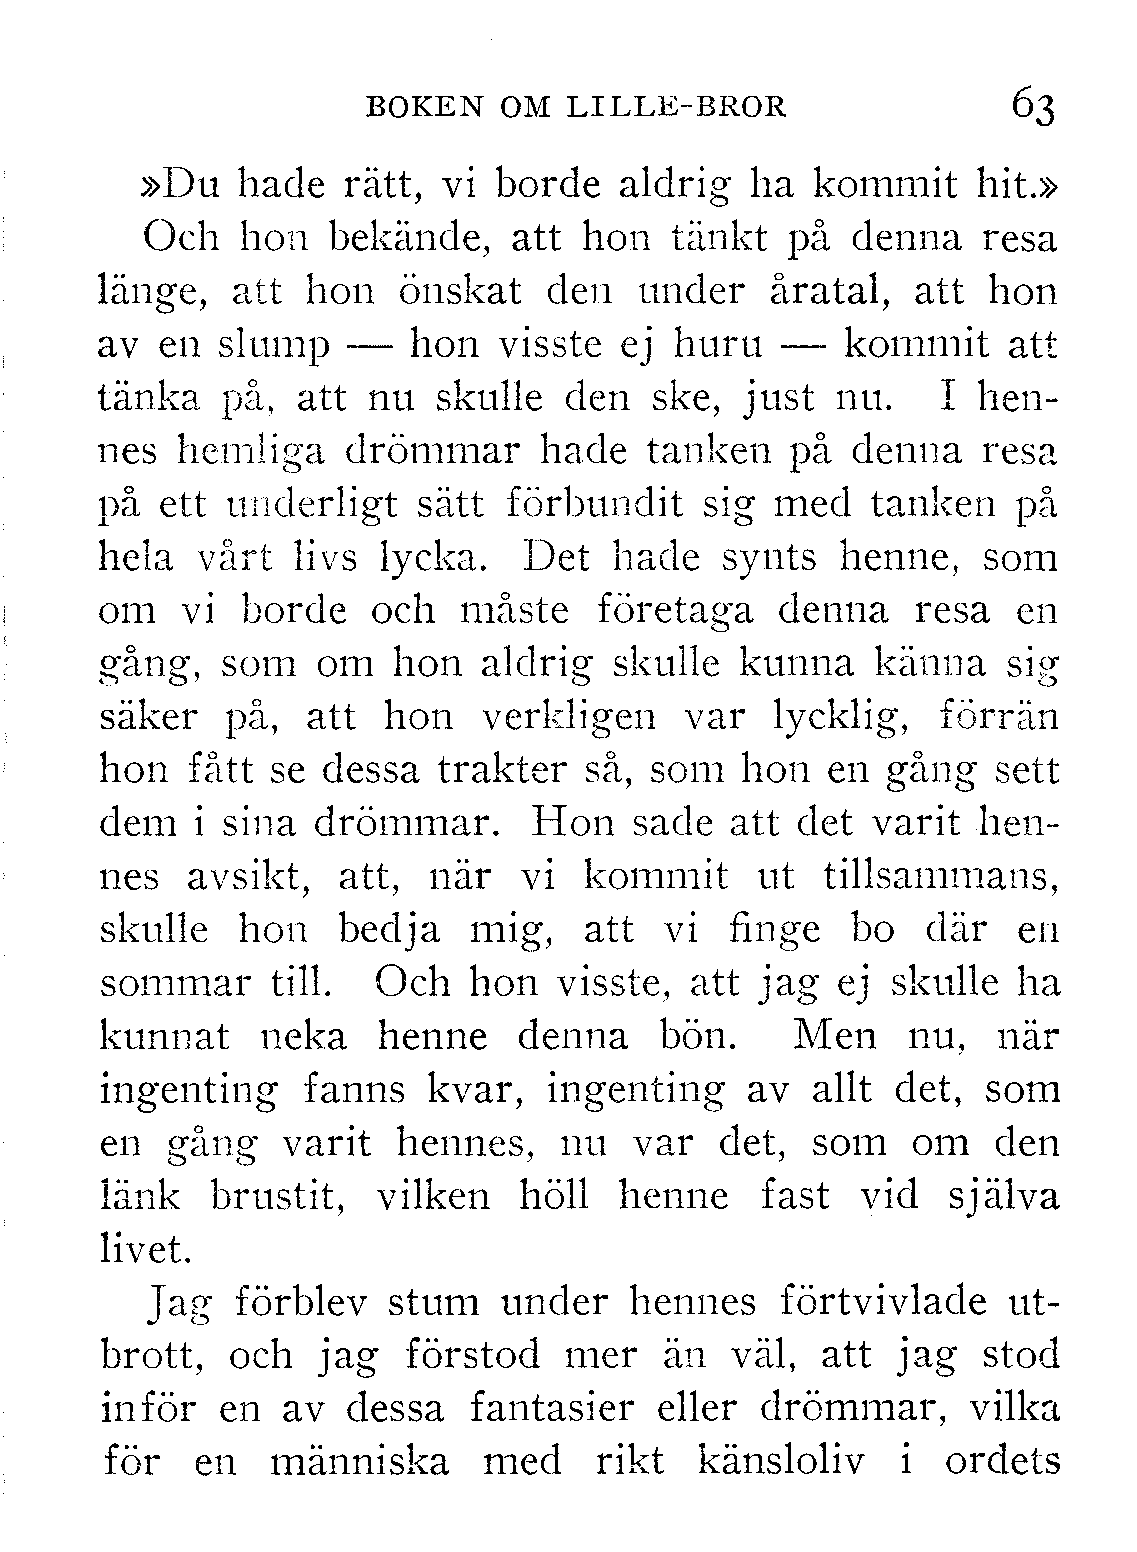 BOKEN OM LILLE-BROR 63
»Du hade rätt, vi borde aldrig ha kommit hit.»
Och hon bekände, att hon tänkt på denna resa
länge, att hon önskat den under åratal, att hon
av en slump — hon visste ej huru — kommit att
tänka på, att nu skulle den ske, just nu. I hen-
nes hemliga drömmar hade tanken på denna resa
på ett underligt sätt förbundit sig med tanken på
hela vårt livs lycka. Det hade synts henne, som
om vi borde och måste företaga denna resa en
gång, som om hon aldrig skulle kunna känna sig
säker på, att hon verkligen var lycklig, förrän
hon fått se dessa trakter så, som hon en gång sett
dem i sina drömmar. Hon sade att det varit hen-
nes avsikt, att, när vi kommit ut tillsammans,
skulle hon bedja mig, att vi finge bo där en
sommar till. Och hon visste, att jag ej skulle ha
kunnat neka henne denna bön. Men nu, när
ingenting fanns kvar, ingenting av allt det, som
en gång varit hennes, nu var det, som om den
länk brustit, vilken höll henne fast vid själva
livet.
Jag förblev stum under hennes förtvivlade ut-
brott, och jag förstod mer än väl, att jag stod
inför en av dessa fantasier eller drömmar, vilka
för en människa med rikt känsloliv i ordets